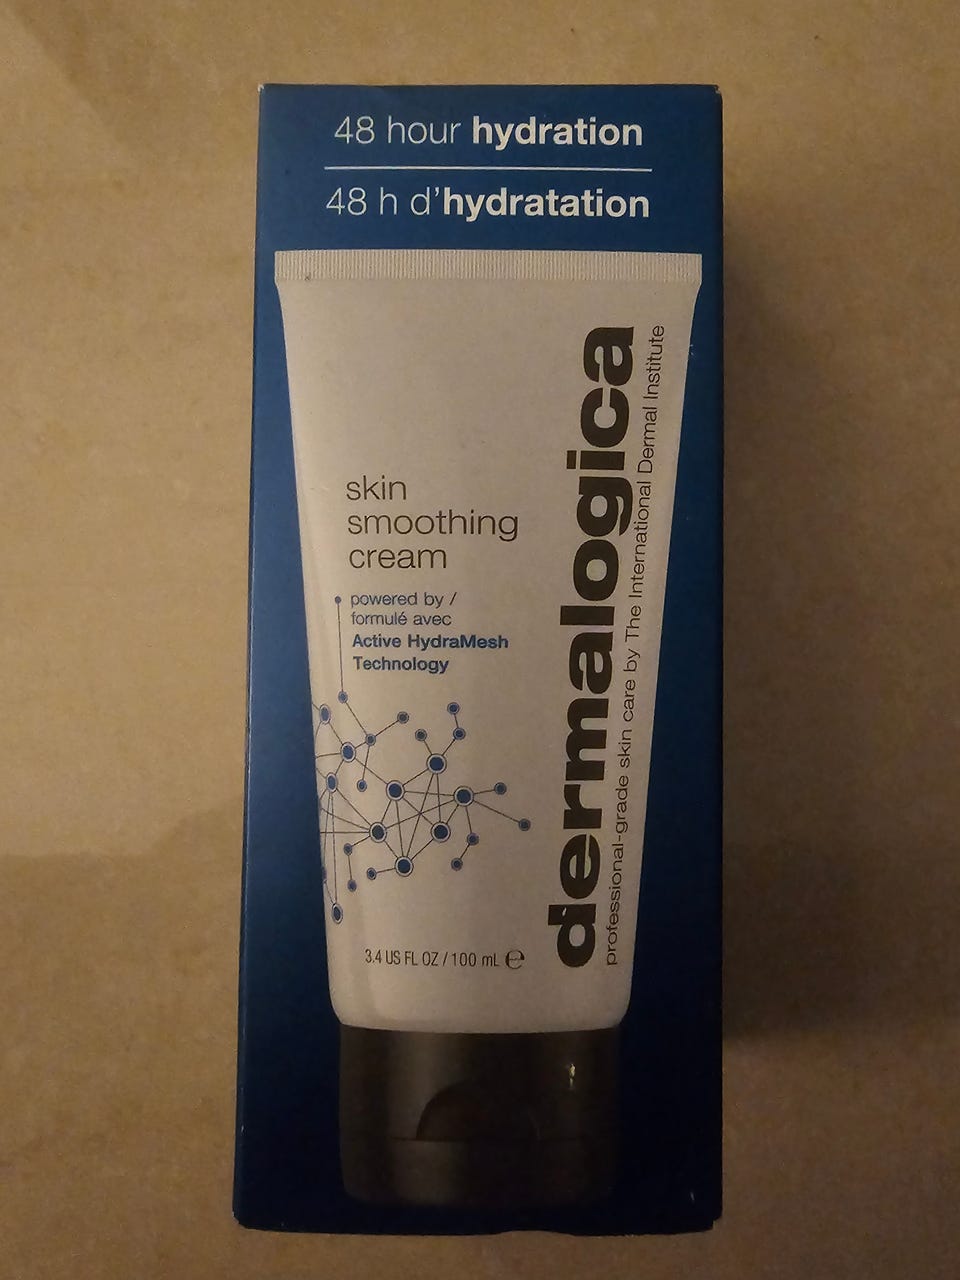 48 hour hydration
48 h d'hydratation
skin
smoothing
cream
powered by /
formulé avec
Active HydraMesh
Technology
3.4 US FL OZ / 100 mL ℮
dermalogica
professional-grade skin care by The International Dermal Institute